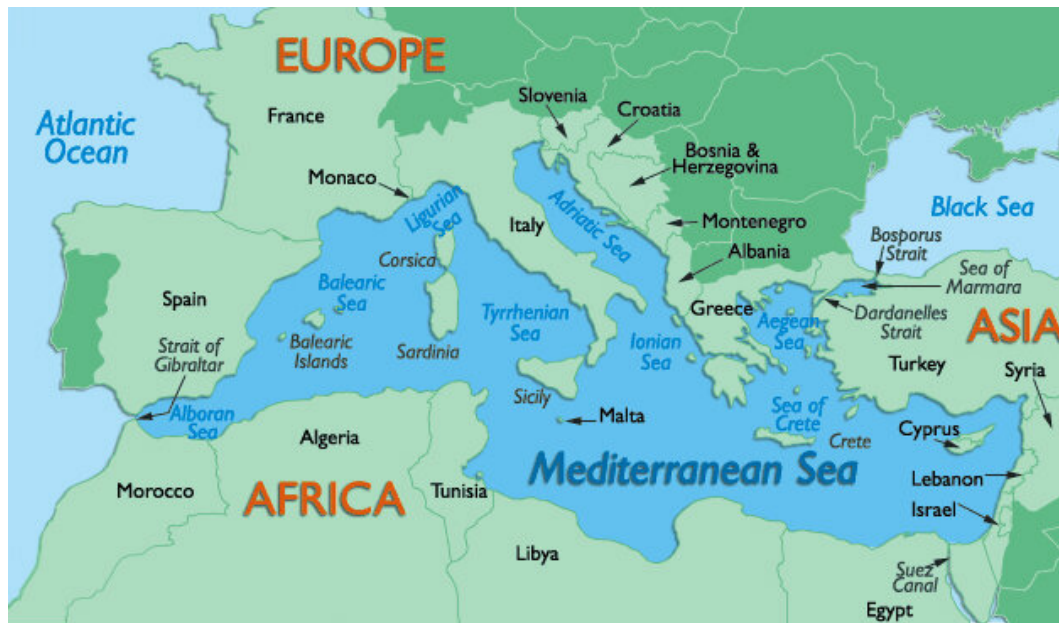 EUROPE
Slovenia
Croatia
France
Atlantic
Ocean
Bosnia &
Herzegovina
Monaco
Ligurian
Sea
Adriatic Sea
Black Sea
Italy
Montenegro
Bosporus
Strait
Albania
Corsica
Sea of
Marmara
Balearic
Sea
Spain
Tyrrhenian
Sea
Greece
Dardanelles
Strait
Aegean
Sea
ASIA
Ionian
Sea
Balearic
Islands
Sardinia
Strait of
Gibraltar
Turkey
Syria
Sicily
Alboran
Sea
Malta
Sea of
Crete
Crete
Cyprus
Algeria
Mediterranean Sea
Lebanon
Morocco
AFRICA
Tunisia
Israel
Libya
Suez
Canal
Egypt